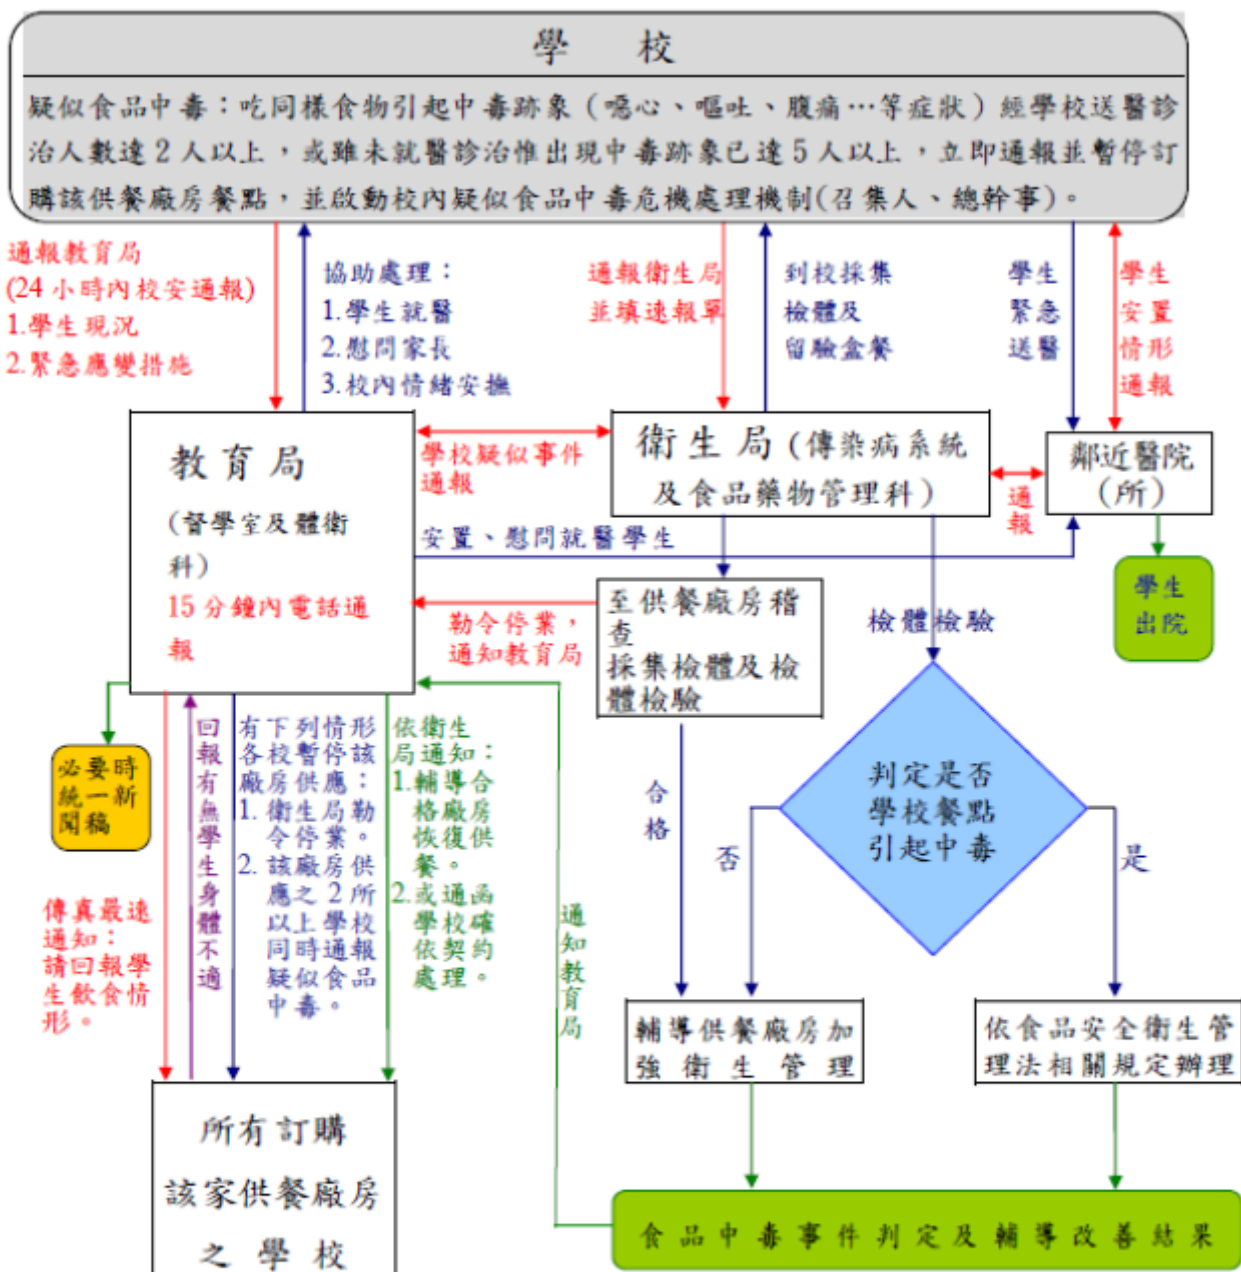 學 校
疑似食品中毒：吃同樣食物引起中毒跡象（噁心、嘔吐、腹痛…等症狀）經學校送醫診
治人數達2人以上，或雖未就醫診治惟出現中毒跡象已達5人以上，立即通報並暫停訂
購該供餐廠房餐點，並啟動校內疑似食品中毒危機處理機制(召集人、總幹事)。
通報教育局
(24小時內校安通報)
1.學生現況
2.緊急應變措施
協助處理：
1.學生就醫
2.慰問家長
3.校內情緒安撫
通報衛生局
並填速報單
到校採集
檢體及
留驗盒餐
學生
緊急
送醫
學生
安置
情形
通報
教育局
(督學室及體衛
科)
15分鐘內電話通
報
學校疑似事件
通報
衛生局(傳染病系統
及食品藥物管理科)
通報
鄰近醫院
(所)
安置、慰問就醫學生
學生
出院
勒令停業，
通知教育局
至供餐廠房稽
查
採集檢體及檢
體檢驗
檢體檢驗
必要時
統一新
聞稿
傳真最速
通知：
請回報學
生飲食情
形。
回報有無學生身體不適
有下列情形
各校暫停該
廠房供應：
1. 衛生局勒
令停業。
2. 該廠房供
應之2所
以上學校
同時通報
疑似食品
中毒。
依衛生
局通知：
1.輔導合
格廠房
恢復供
餐。
2.或通函
學校確
依契約
處理。
通知教育局
合格
判定是否
學校餐點
引起中毒
否
是
輔導供餐廠房加
強衛生管理
依食品安全衛生管
理法相關規定辦理
所有訂購
該家供餐廠房
之學校
食品中毒事件判定及輔導改善結果